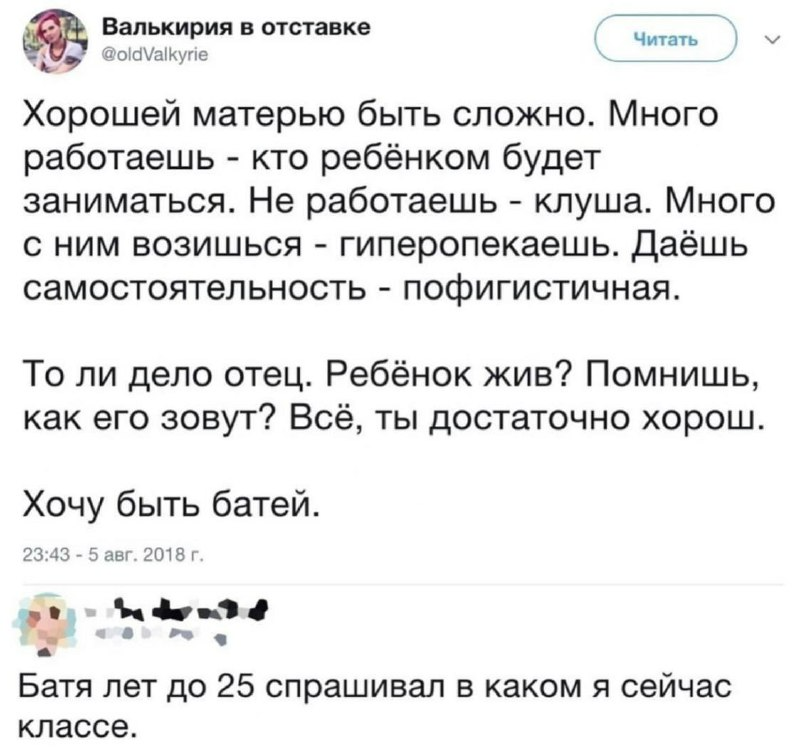 Валькирия в отставке
@oldValkyrie
Читать
Хорошей матерью быть сложно. Много
работаешь - кто ребёнком будет
заниматься. Не работаешь - клуша. Много
с ним возишься - гиперопекаешь. Даёшь
самостоятельность - пофигистичная.
То ли дело отец. Ребёнок жив? Помнишь,
как его зовут? Всё, ты достаточно хорош.
Хочу быть батей.
23:43 - 5 авг. 2018 г.
Батя лет до 25 спрашивал в каком я сейчас
классе.